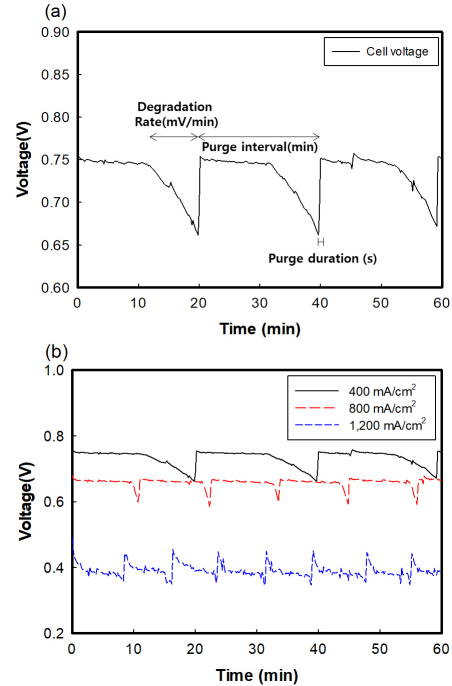 (a)
0.90
0.85
0.80
0.75
0.70
0.65
0.60
Voltage(V)
Cell voltage
Degradation
Rate(mV/min)
Purge interval(min)
Purge duration (s)
0 10 20 30 40 50 60
Time (min)
(b)
1.0
0.8
0.6
0.4
0.2
Voltage(V)
400 mA/cm²
800 mA/cm²
1,200 mA/cm²
0 10 20 30 40 50 60
Time (min)